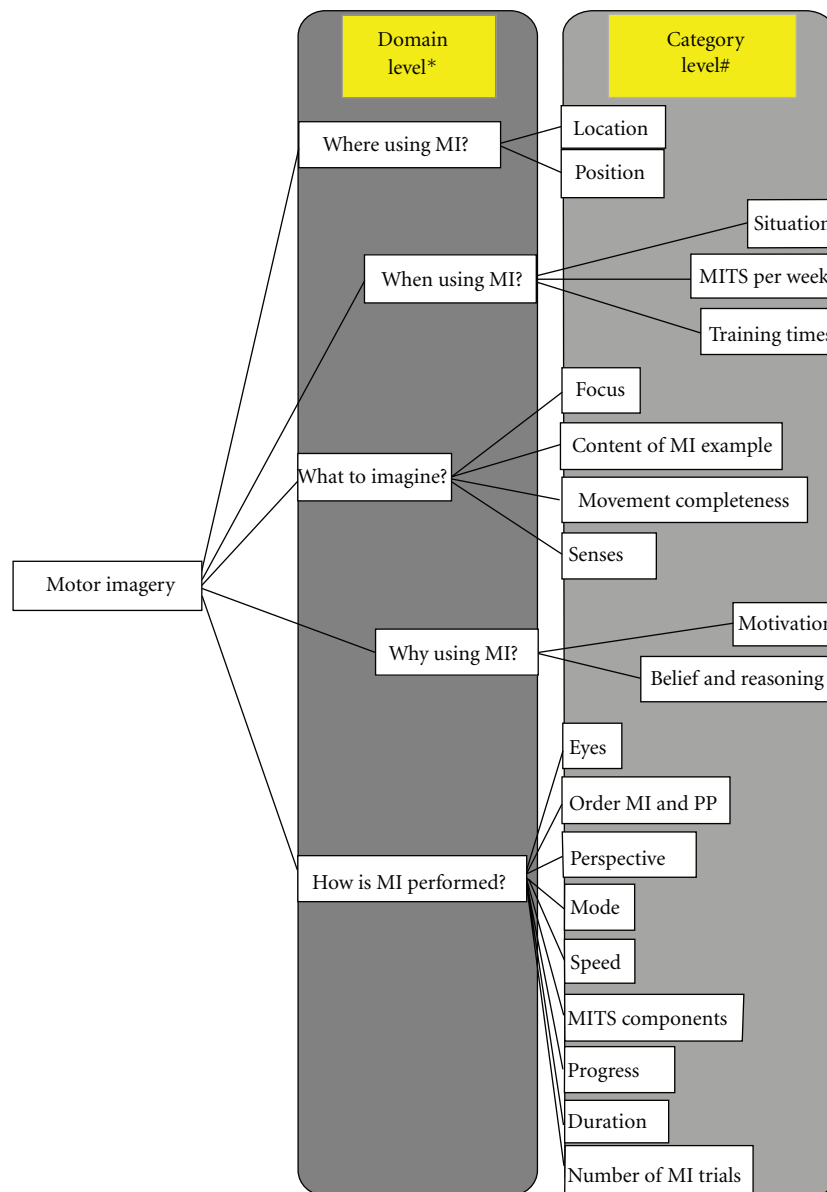 Domain
level*
Category
level#
Where using MI?
Location
Position
When using MI?
Situation
MITS per week
Training times
What to imagine?
Focus
Content of MI example
Movement completeness
Senses
Motor imagery
Why using MI?
Motivation
Belief and reasoning
How is MI performed?
Eyes
Order MI and PP
Perspective
Mode
Speed
MITS components
Progress
Duration
Number of MI trials